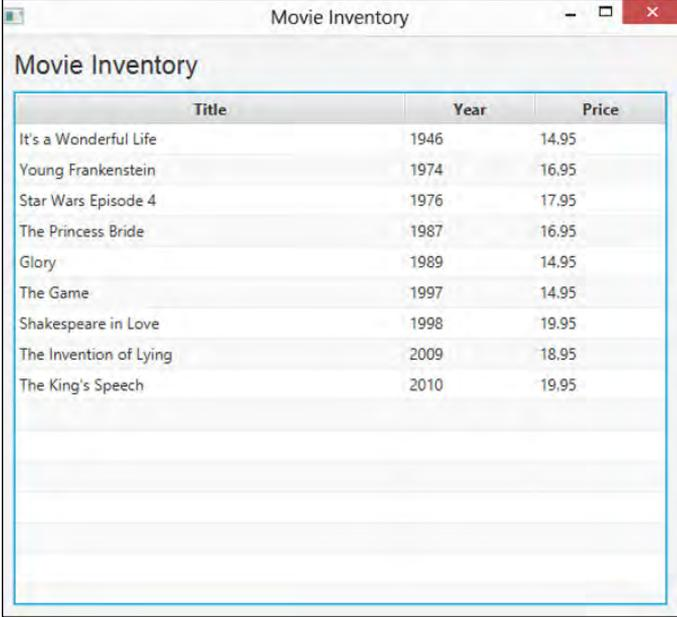 Movie Inventory
Movie Inventory
Title Year Price
It's a Wonderful Life 1946 14.95
Young Frankenstein 1974 16.95
Star Wars Episode 4 1976 17.95
The Princess Bride 1987 16.95
Glory 1989 14.95
The Game 1997 14.95
Shakespeare in Love 1998 19.95
The Invention of Lying 2009 18.95
The King's Speech 2010 19.95